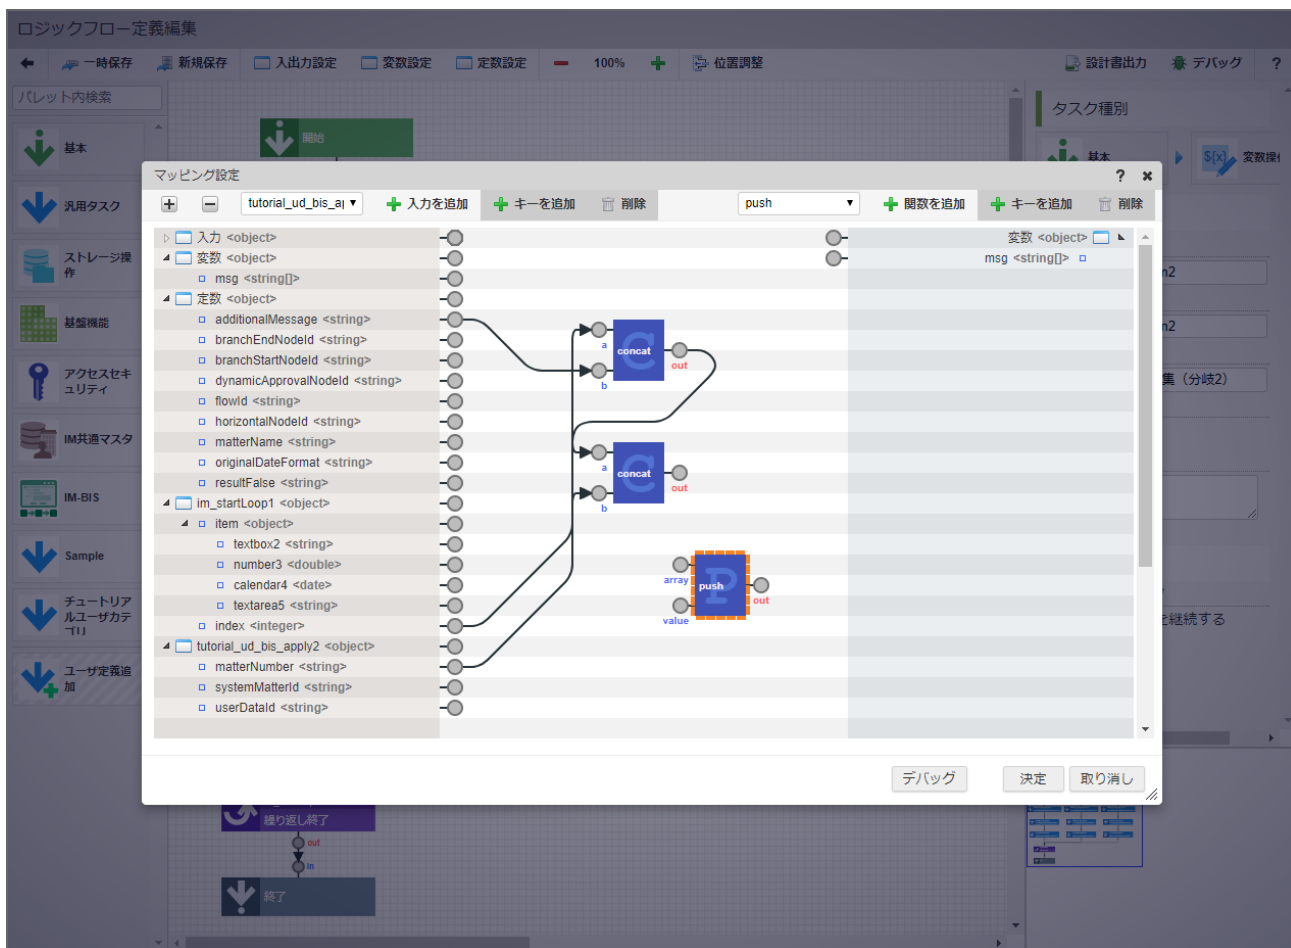 ロジックフロー定義編集
一時保存 新規保存 入出力設定 変数設定 定数設定 100% 位置調整 設計書出力 デバッグ ?
パレット内検索
基本
汎用タスク
ストレージ操
作
基盤機能
アクセスセキ
ュリティ
IM共通マスタ
IM-BIS
Sample
チュートリア
ルユーザカテ
ゴリ
ユーザ定義追
加
開始
タスク種別
基本 ${x} 変数操
n2
n2
集（分岐2）
を継続する
マッピング設定 ?
tutorial_ud_bis_a 入力を追加 キーを追加 削除 push 関数を追加 キーを追加 削除
入力 <object>
変数 <object>
msg <string[]>
定数 <object>
additionalMessage <string>
branchEndNodeId <string>
branchStartNodeId <string>
dynamicApprovalNodeId <string>
flowId <string>
horizontalNodeId <string>
matterName <string>
originalDateFormat <string>
resultFalse <string>
im_startLoop1 <object>
item <object>
textbox2 <string>
number3 <double>
calendar4 <date>
textarea5 <string>
index <integer>
tutorial_ud_bis_apply2 <object>
matterNumber <string>
systemMatterId <string>
userDataId <string>
a
C
concat
out
b
a
C
concat
out
b
array
P
push
out
value
変数 <object>
msg <string[]>
デバッグ 決定 取り消し
繰り返し終了
out
in
終了